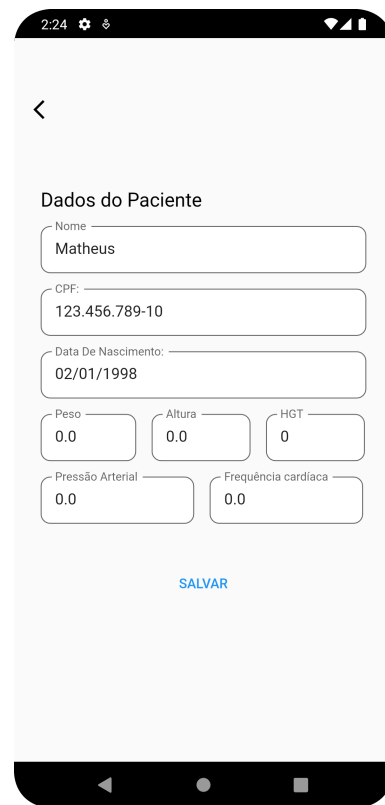 2:24
Dados do Paciente
Nome
Matheus
CPF:
123.456.789-10
Data De Nascimento:
02/01/1998
Peso Altura HGT
0.0 0.0 0
Pressão Arterial Frequência cardíaca
0.0 0.0
SALVAR